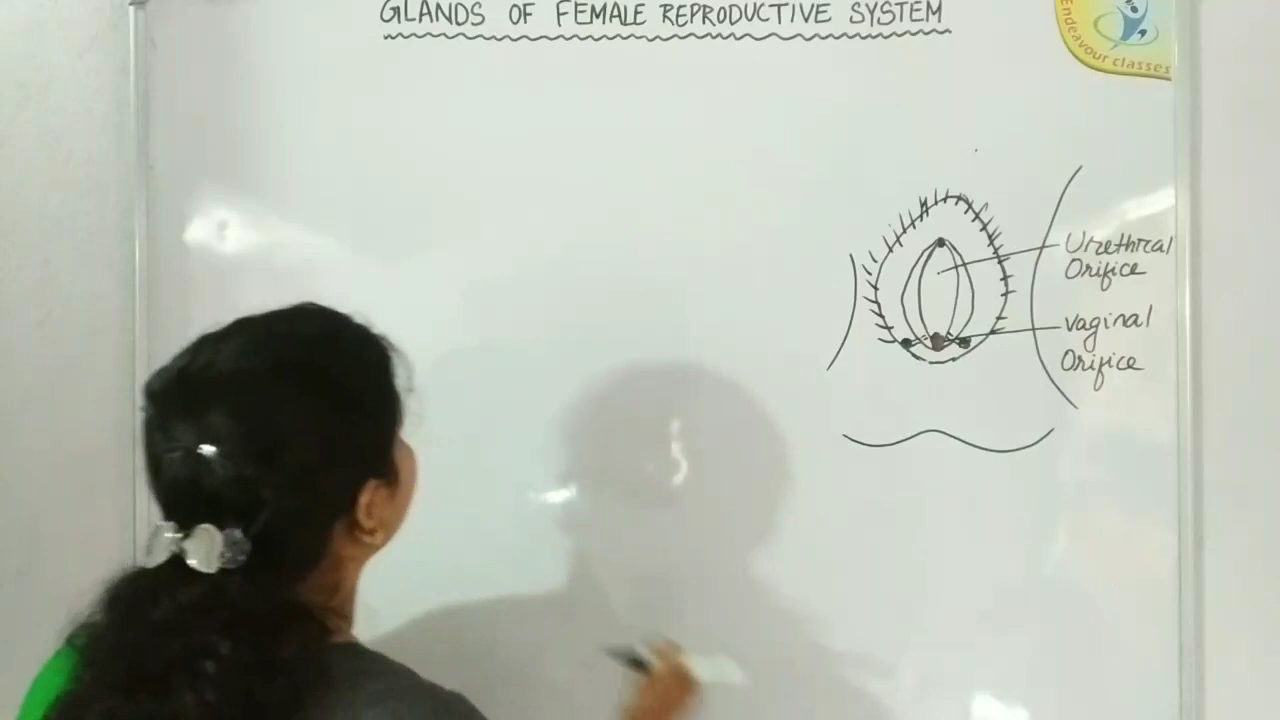 GLANDS OF FEMALE REPRODUCTIVE SYSTEM
Endeavour classes
Urethral
Orifice
vaginal
Orifice